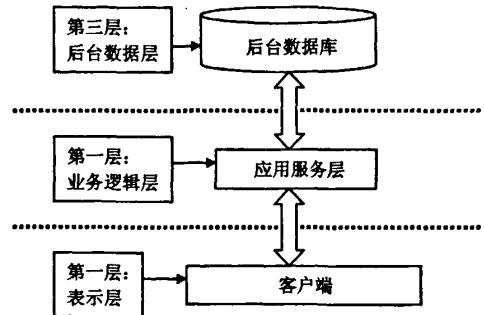 第三层：
后台数据层
后台数据库
第一层：
业务逻辑层
应用服务层
第一层：
表示层
客户端